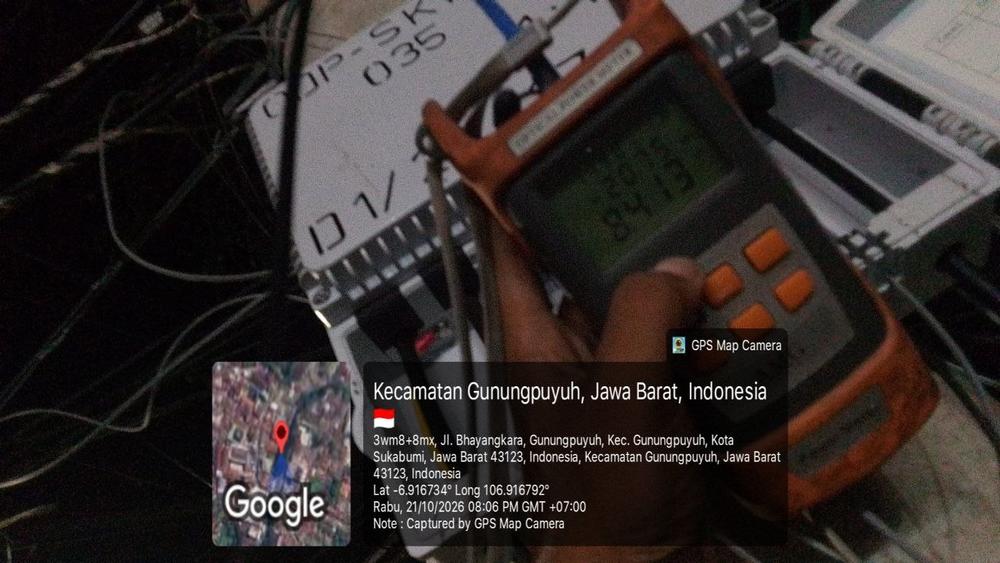 ODP-SKB
035
D1/
OPTICAL POWER METER
GPS Map Camera
Kecamatan Gunungpuyuh, Jawa Barat, Indonesia
3wm8+8mx, Jl. Bhayangkara, Gunungpuyuh, Kec. Gunungpuyuh, Kota
Sukabumi, Jawa Barat 43123, Indonesia, Kecamatan Gunungpuyuh, Jawa Barat
43123, Indonesia
Lat -6.916734° Long 106.916792°
Rabu, 21/10/2026 08:06 PM GMT +07:00
Note : Captured by GPS Map Camera
Google